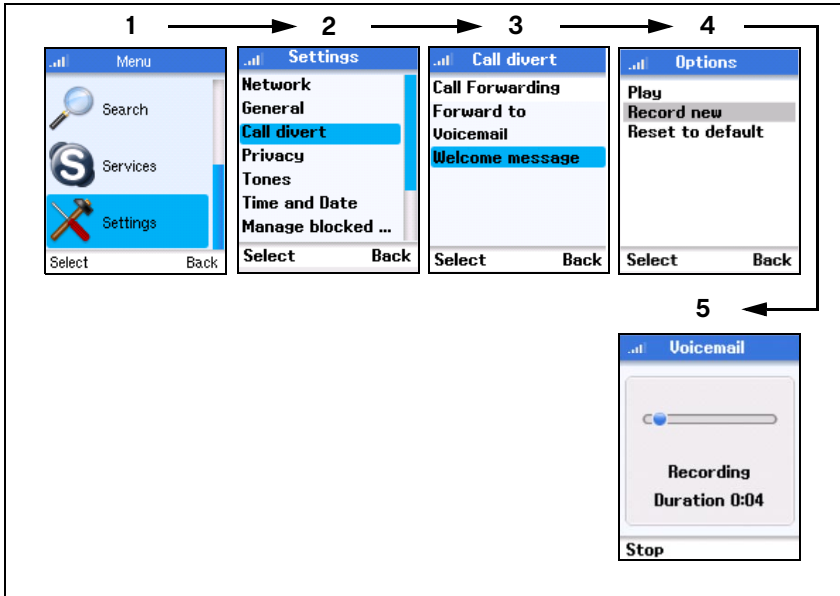 1
2
3
4
Menu
Search
Services
Settings
Select Back
Settings
Network
General
Call divert
Privacy
Tones
Time and Date
Manage blocked ...
Select Back
Call divert
Call Forwarding
Forward to
Voicemail
Welcome message
Select Back
Options
Play
Record new
Reset to default
Select Back
5
Voicemail
Recording
Duration 0:04
Stop